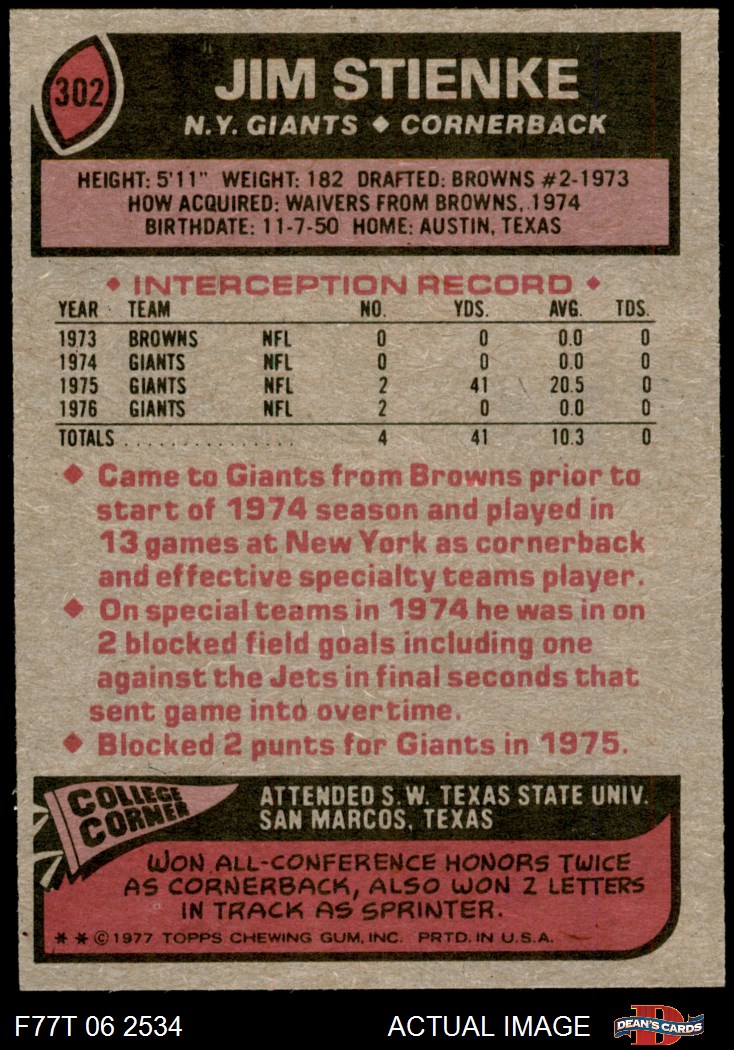 302
JIM STIENKE
N.Y. GIANTS ◆ CORNERBACK
HEIGHT: 5'11" WEIGHT: 182 DRAFTED: BROWNS #2-1973
HOW ACQUIRED: WAIVERS FROM BROWNS, 1974
BIRTHDATE: 11-7-50 HOME: AUSTIN, TEXAS
◆ INTERCEPTION RECORD ◆
YEAR TEAM NO. YDS. AVG. TDS.
1973 BROWNS NFL 0 0 0.0 0
1974 GIANTS NFL 0 0 0.0 0
1975 GIANTS NFL 2 41 20.5 0
1976 GIANTS NFL 2 0 0.0 0
TOTALS . . . . . . . . . . . . . . . 4 41 10.3 0
◆ Came to Giants from Browns prior to
start of 1974 season and played in
13 games at New York as cornerback
and effective specialty teams player.
◆ On special teams in 1974 he was in on
2 blocked field goals including one
against the Jets in final seconds that
sent game into overtime.
◆ Blocked 2 punts for Giants in 1975.
COLLEGE
CORNER
ATTENDED S.W. TEXAS STATE UNIV.
SAN MARCOS, TEXAS
WON ALL-CONFERENCE HONORS TWICE
AS CORNERBACK, ALSO WON 2 LETTERS
IN TRACK AS SPRINTER.
* * © 1977 TOPPS CHEWING GUM, INC. PRTD. IN U.S.A.
F77T 06 2534 ACTUAL IMAGE
D
DEAN'S CARDS